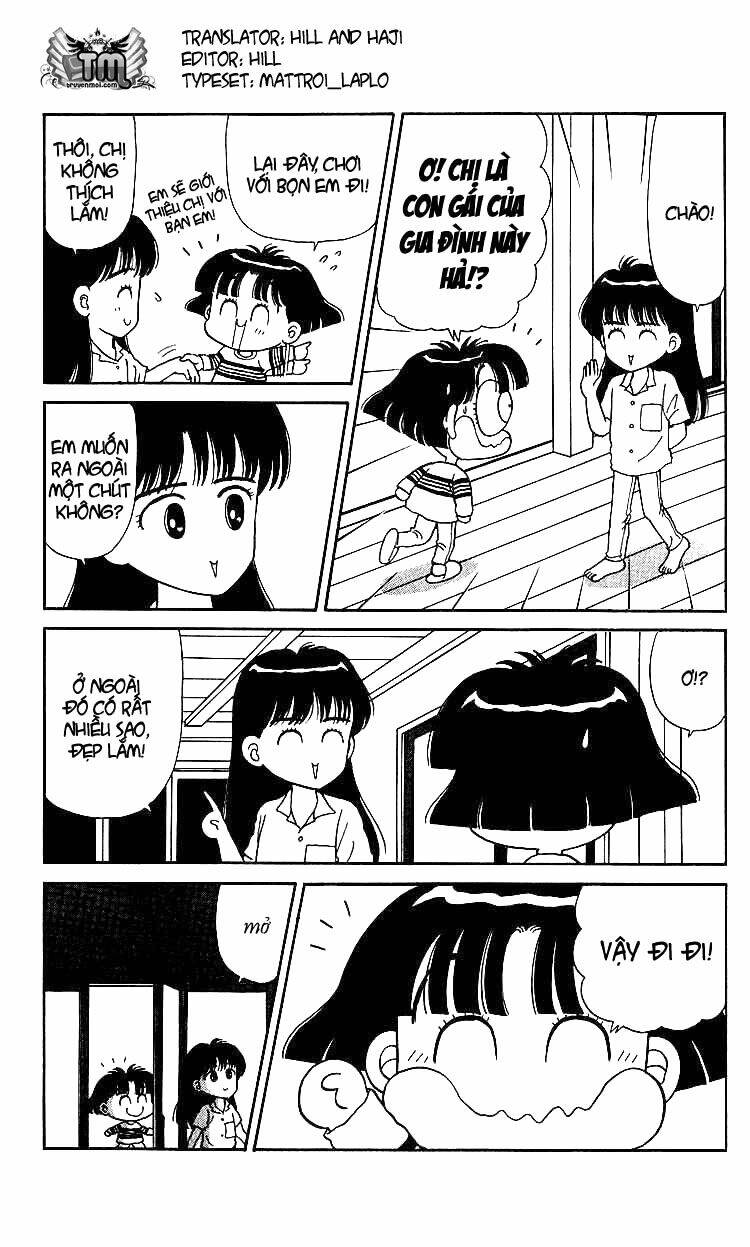 TM
truyenmoi.com
TRANSLATOR: HILL AND HAJI
EDITOR: HILL
TYPESET: MATTROI_LAPLO
CHÀO!
Ơ! CHỊ LÀ
CON GÁI CỦA
GIA ĐÌNH NÀY
HẢ!?
LẠI ĐÂY, CHƠI
VỚI BỌN EM ĐI!
EM SẼ GIỚI
THIỆU CHỊ VỚI
BẠN EM!
THÔI, CHỊ
KHÔNG
THÍCH
LẮM!
EM MUỐN
RA NGOÀI
MỘT CHÚT
KHÔNG?
Ơ!?
Ở NGOÀI
ĐÓ CÓ RẤT
NHIỀU SAO,
ĐẸP LẮM!
VẬY ĐI ĐI!
mở